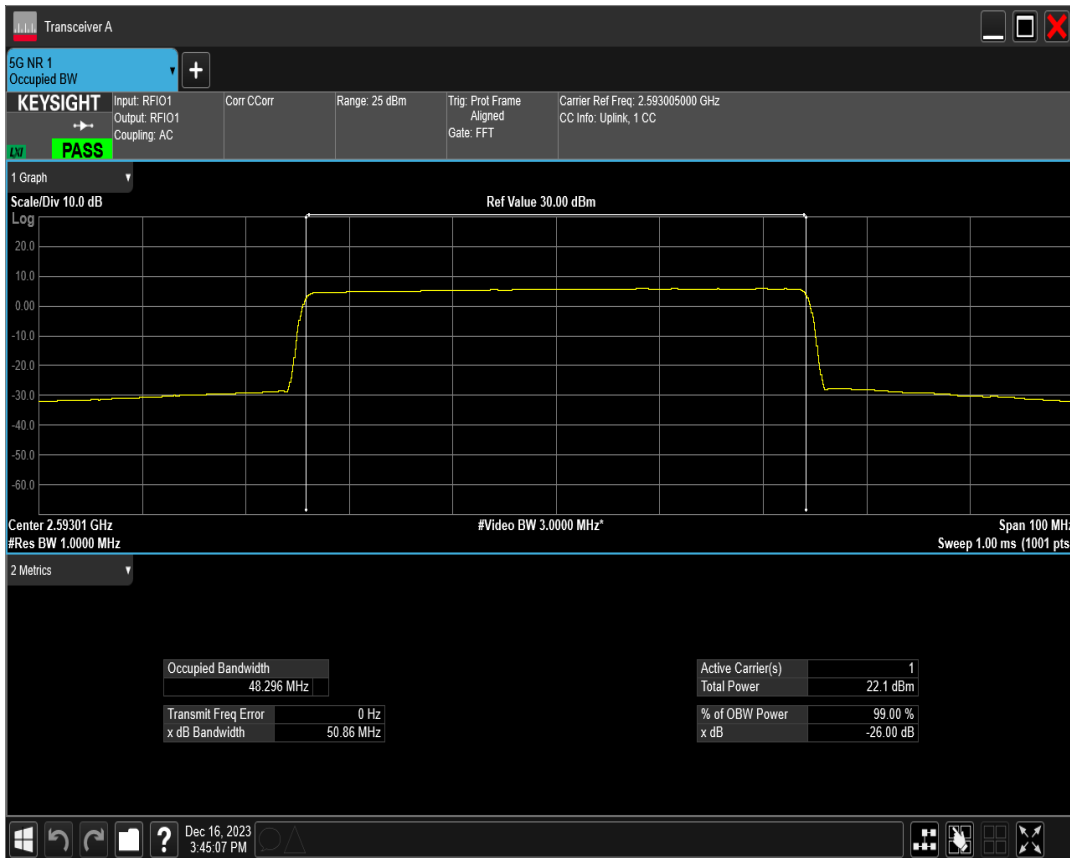 Transceiver A
5G NR 1
Occupied BW
+
KEYSIGHT
LXI
PASS
Input: RFIO1
Output: RFIO1
Coupling: AC
Corr CCorr
Range: 25 dBm
Trig: Prot Frame
Aligned
Gate: FFT
Carrier Ref Freq: 2.593005000 GHz
CC Info: Uplink, 1 CC
1 Graph
Scale/Div 10.0 dB
Ref Value 30.00 dBm
Log
20.0
10.0
0.00
-10.0
-20.0
-30.0
-40.0
-50.0
-60.0
Center 2.59301 GHz
#Video BW 3.0000 MHz*
Span 100 MHz
#Res BW 1.0000 MHz
Sweep 1.00 ms (1001 pts
2 Metrics
Occupied Bandwidth
48.296 MHz
Transmit Freq Error 0 Hz
x dB Bandwidth 50.86 MHz
Active Carrier(s) 1
Total Power 22.1 dBm
% of OBW Power 99.00 %
x dB -26.00 dB
?
Dec 16, 2023
3:45:07 PM